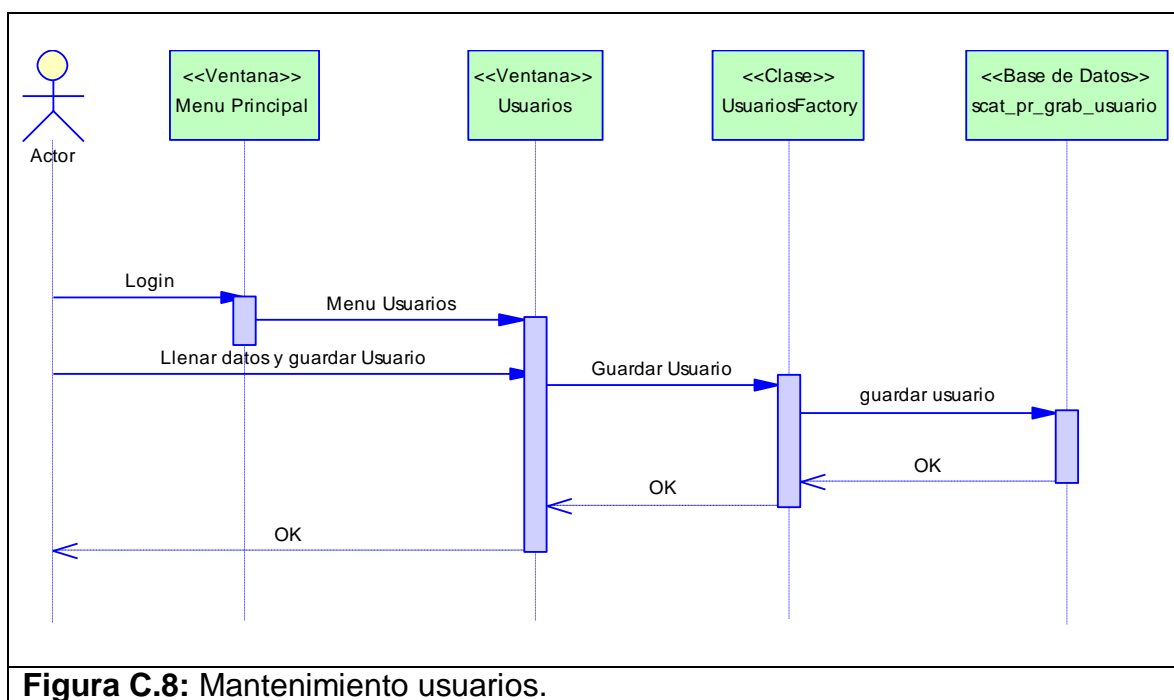 <<Ventana>>
Menu Principal
<<Ventana>>
Usuarios
<<Clase>>
UsuariosFactory
<<Base de Datos>>
scat_pr_grab_usuario
Actor
Login
Menu Usuarios
Llenar datos y guardar Usuario
Guardar Usuario
guardar usuario
OK
OK
OK
Figura C.8: Mantenimiento usuarios.